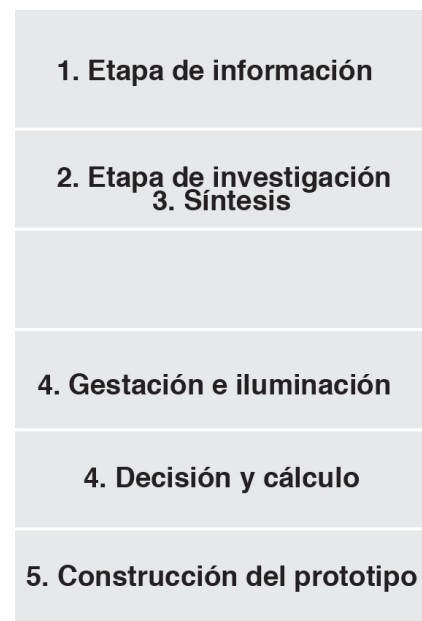 1. Etapa de información
2. Etapa de investigación
3. Síntesis
4. Gestación e iluminación
4. Decisión y cálculo
5. Construcción del prototipo